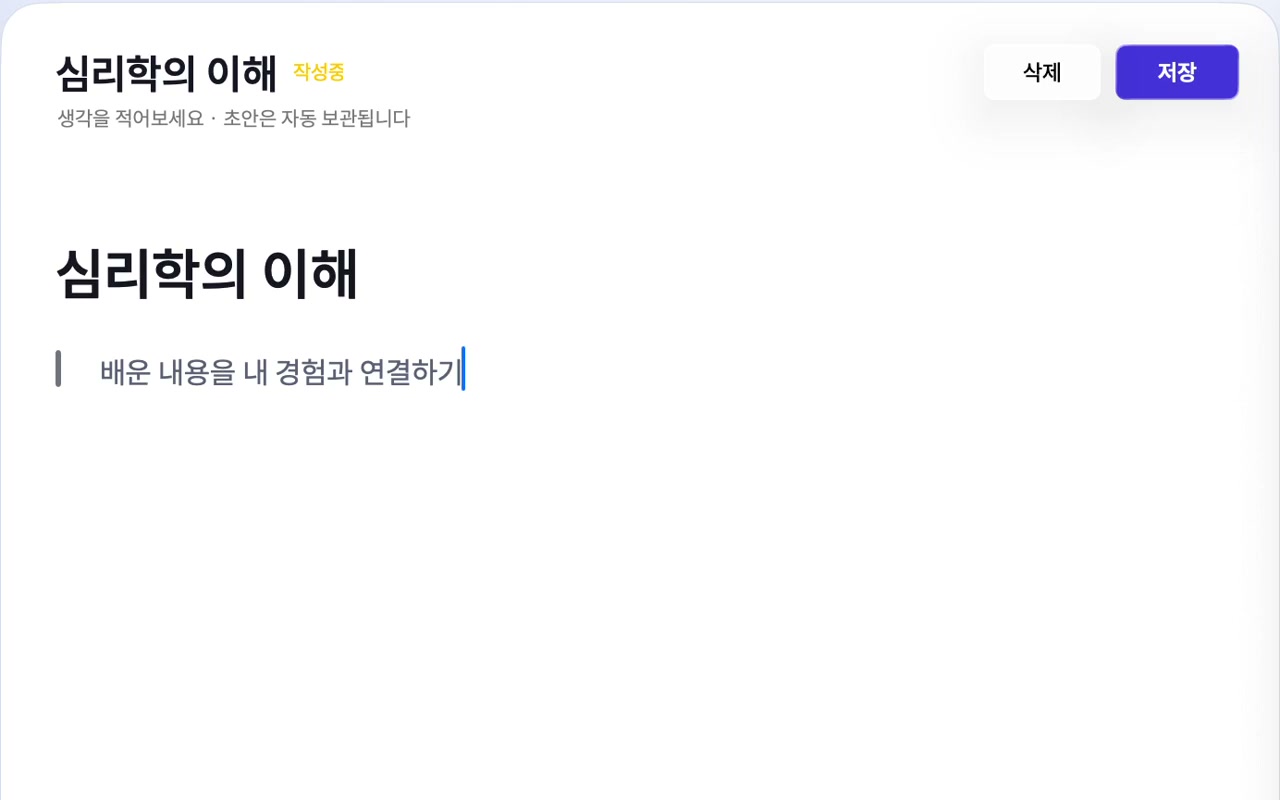 심리학의 이해 작성중
삭제
저장
생각을 적어보세요 · 초안은 자동 보관됩니다
심리학의 이해
배운 내용을 내 경험과 연결하기